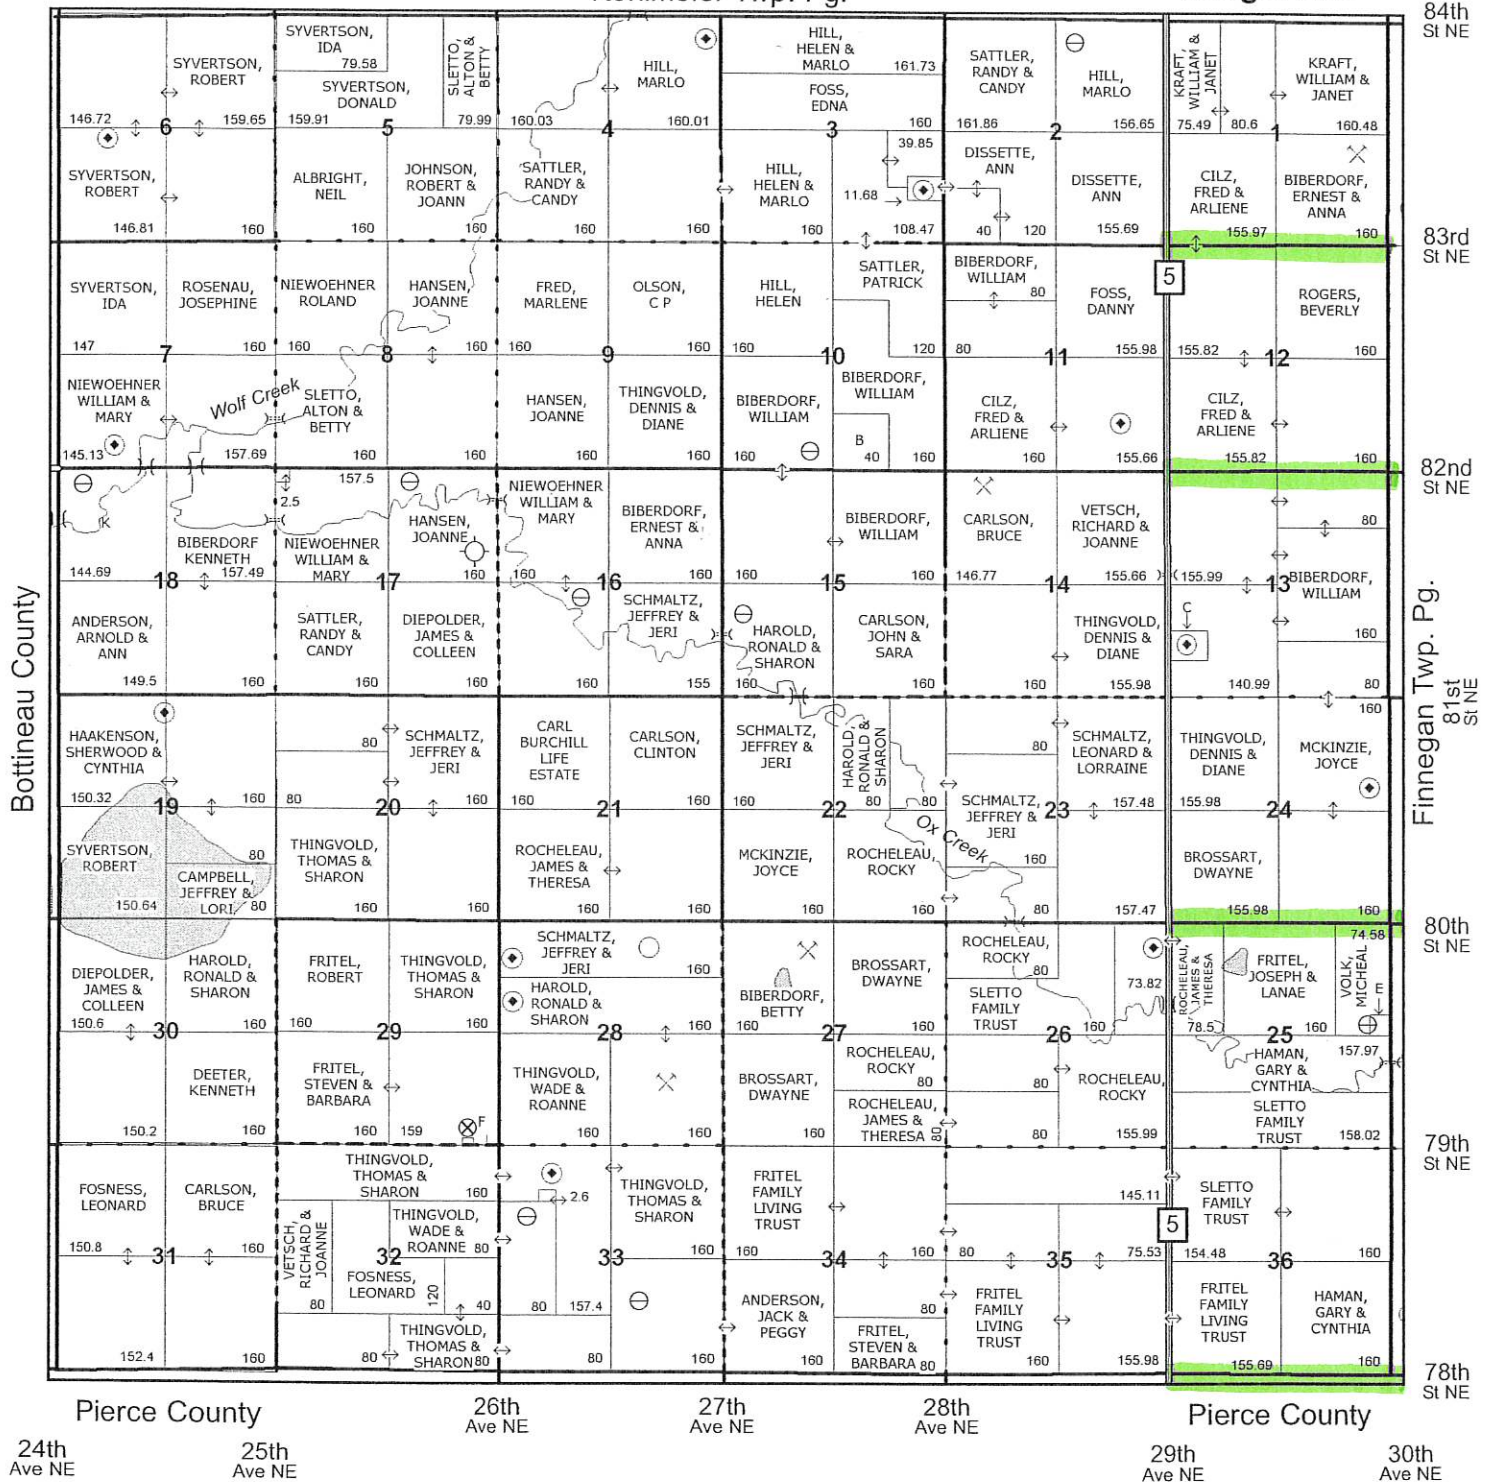 84th
St NE
SYVERTSON,
ROBERT
SYVERTSON,
IDA
79.58
SYVERTSON,
DONALD
SLETTO,
ALTON &
BETTY
HILL,
MARLO
HILL,
HELEN &
MARLO
161.73
FOSS,
EDNA
SATTLER,
RANDY &
CANDY
HILL,
MARLO
KRAFT,
WILLIAM &
JANET
KRAFT,
WILLIAM &
JANET
146.72 6 159.65 159.91 5 79.99 160.03 4 160.01 3 160 161.86 2 156.65 75.49 80.6 1 160.48
SYVERTSON,
ROBERT
146.81 160
ALBRIGHT,
NEIL
160
JOHNSON,
ROBERT &
JOANN
160
SATTLER,
RANDY &
CANDY
160 160
HILL,
HELEN &
MARLO
160
39.85
11.68
108.47
DISSETTE,
ANN
40 120
DISSETTE,
ANN
155.69
CILZ,
FRED &
ARLIENE
155.97
BIBERDORF,
ERNEST &
ANNA
160
83rd
St NE
5
SYVERTSON,
IDA
ROSENAU,
JOSEPHINE
NIEWOEHNER
ROLAND
HANSEN,
JOANNE
FRED,
MARLENE
OLSON,
C P
HILL,
HELEN
SATTLER,
PATRICK
BIBERDORF,
WILLIAM
80
FOSS,
DANNY
ROGERS,
BEVERLY
147 7 160 160 8 160 160 9 160 160 10 120 80 11 155.98 155.82 12 160
NIEWOEHNER
WILLIAM &
MARY
145.13
Wolf Creek
157.69
SLETTO,
ALTON &
BETTY
HANSEN,
JOANNE
160
THINGVOLD,
DENNIS &
DIANE
160
BIBERDORF,
WILLIAM
160
BIBERDORF,
WILLIAM
B
40 160
CILZ,
FRED &
ARLIENE
160 155.66
CILZ,
FRED &
ARLIENE
155.82 160
82nd
St NE
K
157.5
2.5
BIBERDORF
KENNETH
NIEWOEHNER
WILLIAM &
MARY
HANSEN,
JOANNE
NIEWOEHNER
WILLIAM &
MARY
BIBERDORF,
ERNEST &
ANNA
BIBERDORF,
WILLIAM
CARLSON,
BRUCE
VETSCH,
RICHARD &
JOANNE
80
144.69 18 157.49 17 160 160 16 160 160 15 160 146.77 14 155.66 155.99 13
BIBERDORF,
WILLIAM
ANDERSON,
ARNOLD &
ANN
149.5 160
SATTLER,
RANDY &
CANDY
160
DIEPOLDER,
JAMES &
COLLEEN
160
160
SCHMALTZ,
JEFFREY &
JERI
155
HAROLD,
RONALD &
SHARON
160
CARLSON,
JOHN &
SARA
160
160
THINGVOLD,
DENNIS &
DIANE
155.98
C
140.99
160
80
Bottineau County
Finnegan Twp. Pg.
81st
St NE
HAAKENSON,
SHERWOOD &
CYNTHIA
80
SCHMALTZ,
JEFFREY &
JERI
CARL
BURCHILL
LIFE
ESTATE
CARLSON,
CLINTON
SCHMALTZ,
JEFFREY &
JERI
HAROLD,
RONALD &
SHARON
80
SCHMALTZ,
LEONARD &
LORRAINE
THINGVOLD,
DENNIS &
DIANE
160
MCKINZIE,
JOYCE
150.32 19 160 80 20 160 160 21 160 160 22 80 80 23 157.48 155.98 24 160
SYVERTSON,
ROBERT
150.64
80
CAMPBELL,
JEFFREY &
LORI
80
THINGVOLD,
THOMAS &
SHARON
160 160
ROCHELEAU,
JAMES &
THERESA
160 160
MCKINZIE,
JOYCE
160
ROCHELEAU,
ROCKY
160
Ox Creek
SCHMALTZ,
JEFFREY &
JERI
160
80
157.47
BROSSART,
DWAYNE
155.98 160
80th
St NE
DIEPOLDER,
JAMES &
COLLEEN
HAROLD,
RONALD &
SHARON
FRITEL,
ROBERT
THINGVOLD,
THOMAS &
SHARON
SCHMALTZ,
JEFFREY &
JERI
160
HAROLD,
RONALD &
SHARON
BIBERDORF,
BETTY
BROSSART,
DWAYNE
ROCHELEAU,
ROCKY
80
SLETTO
FAMILY
TRUST
73.82
ROCHELEAU,
JAMES &
THERESA
FRITEL,
JOSEPH &
LANAE
74.58
VOLK,
MICHEAL
E
150.6 30 160 160 29 160 28 160 160 27 160 26 160 78.5 25 160
DEETER,
KENNETH
150.2 160
FRITEL,
STEVEN &
BARBARA
160 159
F
THINGVOLD,
WADE &
ROANNE
160 160
BROSSART,
DWAYNE
160
ROCHELEAU,
ROCKY
80
ROCHELEAU,
JAMES &
THERESA
80
80
80
ROCHELEAU,
ROCKY
155.99
HAMAN,
GARY &
CYNTHIA
157.97
SLETTO
FAMILY
TRUST
158.02
79th
St NE
FOSNESS,
LEONARD
CARLSON,
BRUCE
THINGVOLD,
THOMAS &
SHARON
160
VETSCH,
RICHARD &
JOANNE
THINGVOLD,
WADE &
ROANNE
80
2.6
THINGVOLD,
THOMAS &
SHARON
FRITEL
FAMILY
LIVING
TRUST
145.11
SLETTO
FAMILY
TRUST
5
150.8 31 160 32 33 160 160 34 160 80 35 75.53 154.48 36 160
152.4 160
80
FOSNESS,
LEONARD
120
40
80
THINGVOLD,
THOMAS &
SHARON
80
80 157.4
80 160
ANDERSON,
JACK &
PEGGY
160
80
FRITEL,
STEVEN &
BARBARA
80
FRITEL
FAMILY
LIVING
TRUST
160 155.98
FRITEL
FAMILY
LIVING
TRUST
155.69
HAMAN,
GARY &
CYNTHIA
160
78th
St NE
Pierce County
26th
Ave NE
27th
Ave NE
28th
Ave NE
Pierce County
24th
Ave NE
25th
Ave NE
29th
Ave NE
30th
Ave NE